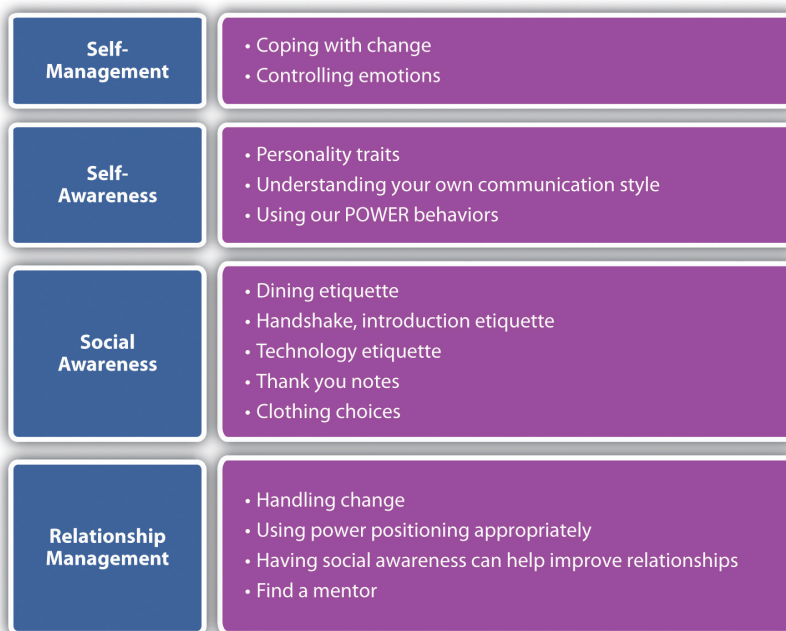 Self-
Management
• Coping with change
• Controlling emotions
Self-
Awareness
• Personality traits
• Understanding your own communication style
• Using our POWER behaviors
Social
Awareness
• Dining etiquette
• Handshake, introduction etiquette
• Technology etiquette
• Thank you notes
• Clothing choices
Relationship
Management
• Handling change
• Using power positioning appropriately
• Having social awareness can help improve relationships
• Find a mentor